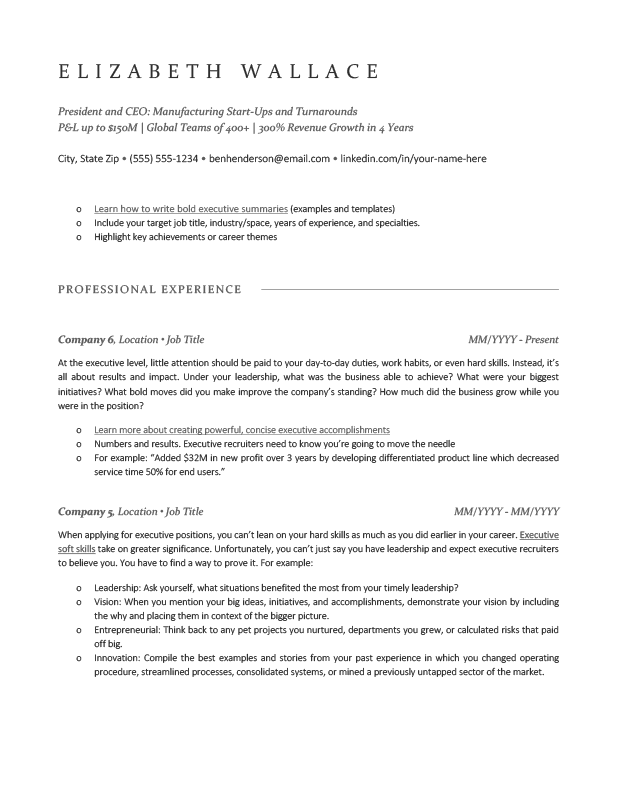 ELIZABETH WALLACE
President and CEO: Manufacturing Start-Ups and Turnarounds
P&L up to $150M | Global Teams of 400+ | 300% Revenue Growth in 4 Years
City, State Zip • (555) 555-1234 • benhenderson@email.com • linkedin.com/in/your-name-here
o Learn how to write bold executive summaries (examples and templates)
o Include your target job title, industry/space, years of experience, and specialties.
o Highlight key achievements or career themes
PROFESSIONAL EXPERIENCE
Company 6, Location • Job Title MM/YYYY - Present
At the executive level, little attention should be paid to your day-to-day duties, work habits, or even hard skills. Instead, it's
all about results and impact. Under your leadership, what was the business able to achieve? What were your biggest
initiatives? What bold moves did you make improve the company's standing? How much did the business grow while you
were in the position?
o Learn more about creating powerful, concise executive accomplishments
o Numbers and results. Executive recruiters need to know you're going to move the needle
o For example: "Added $32M in new profit over 3 years by developing differentiated product line which decreased
service time 50% for end users."
Company 5, Location • Job Title MM/YYYY - MM/YYYY
When applying for executive positions, you can't lean on your hard skills as much as you did earlier in your career. Executive
soft skills take on greater significance. Unfortunately, you can't just say you have leadership and expect executive recruiters
to believe you. You have to find a way to prove it. For example:
o Leadership: Ask yourself, what situations benefited the most from your timely leadership?
o Vision: When you mention your big ideas, initiatives, and accomplishments, demonstrate your vision by including
the why and placing them in context of the bigger picture.
o Entrepreneurial: Think back to any pet projects you nurtured, departments you grew, or calculated risks that paid
off big.
o Innovation: Compile the best examples and stories from your past experience in which you changed operating
procedure, streamlined processes, consolidated systems, or mined a previously untapped sector of the market.